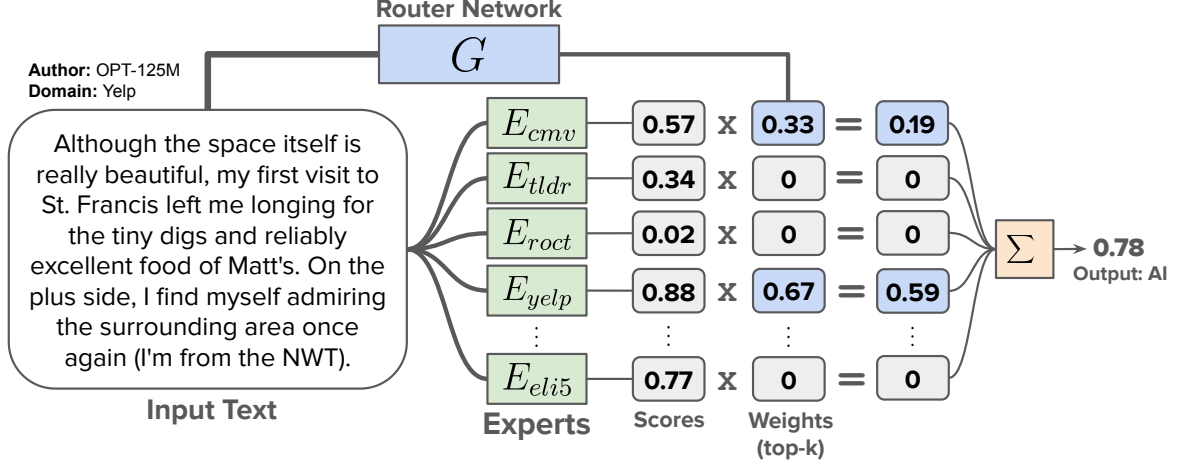 Router Network
G
Author: OPT-125M
Domain: Yelp
Although the space itself is
really beautiful, my first visit to
St. Francis left me longing for
the tiny digs and reliably
excellent food of Matt's. On the
plus side, I find myself admiring
the surrounding area once
again (I'm from the NWT).
Input Text
E_cmv 0.57 x 0.33 = 0.19
E_tldr 0.34 x 0 = 0
E_roct 0.02 x 0 = 0
E_yelp 0.88 x 0.67 = 0.59
⋮ ⋮ ⋮ ⋮
E_eli5 0.77 x 0 = 0
Experts
Scores
Weights
(top-k)
Σ
0.78
Output: AI